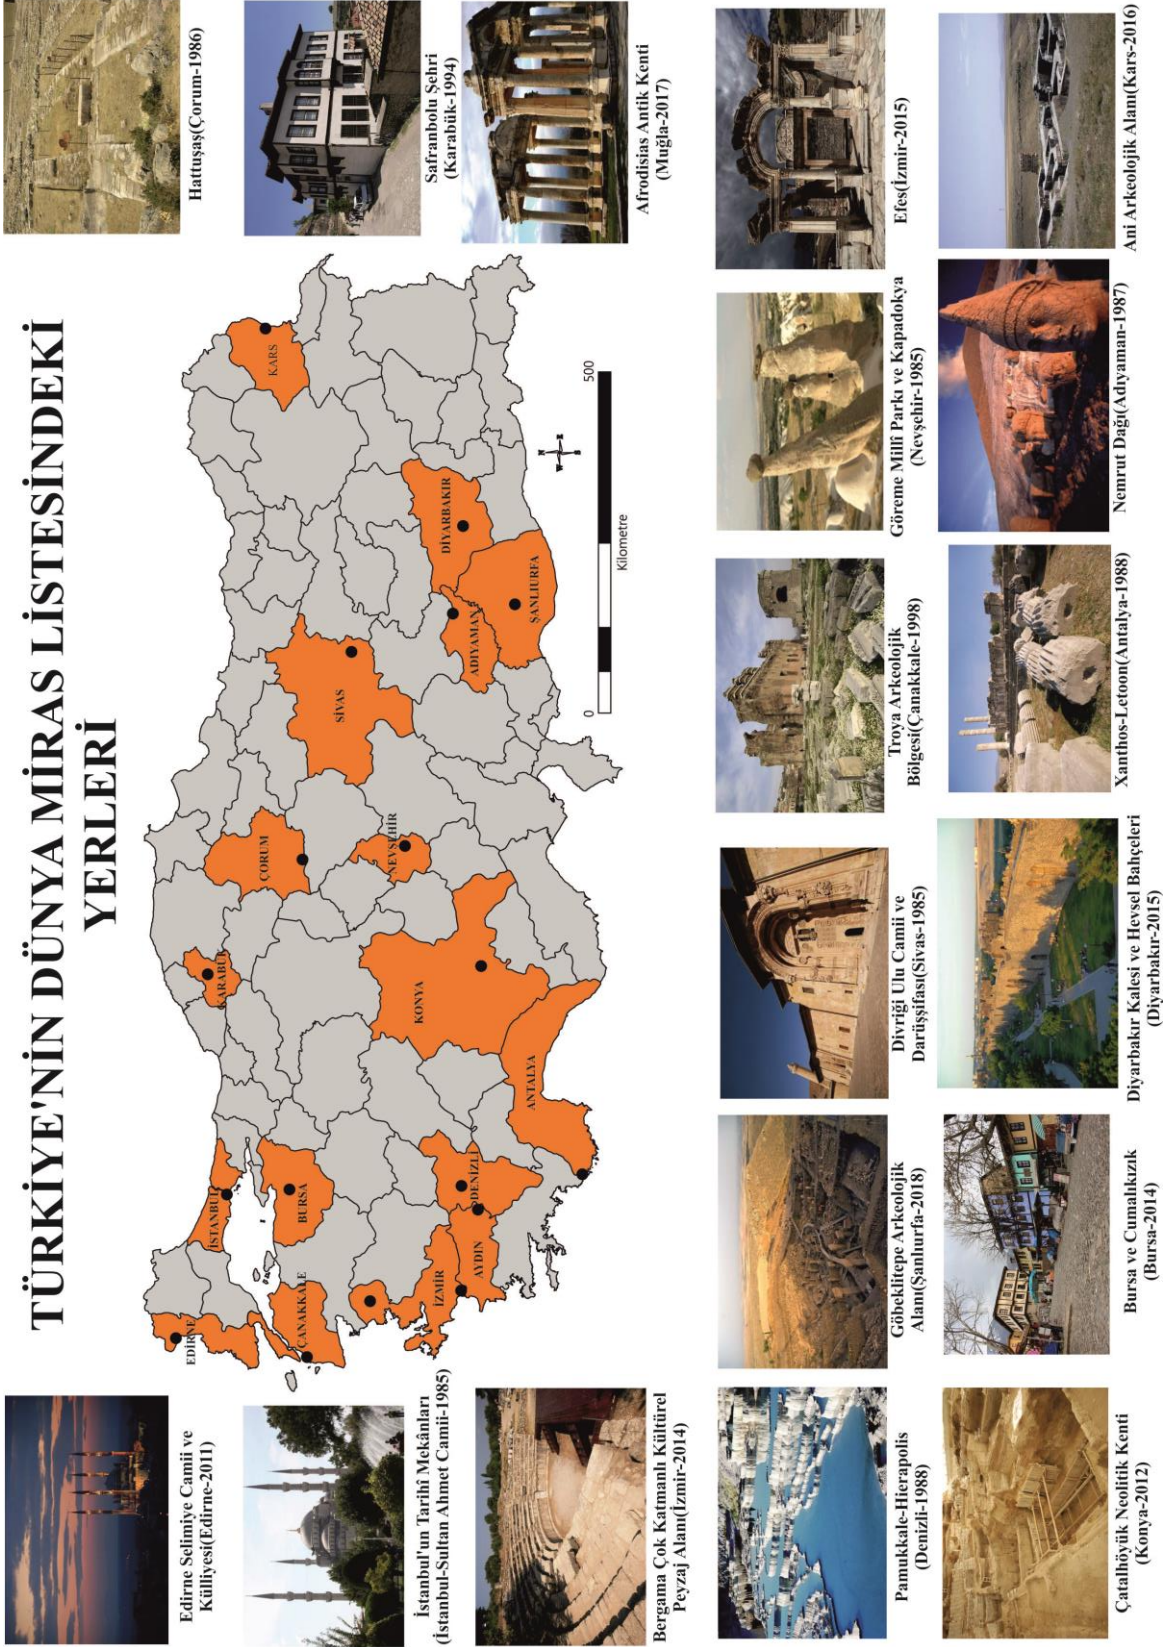 TÜRKİYE'NİN DÜNYA MİRAS LİSTESİNDEKİ
YERLERİ
Edirne Selimiye Camii ve
Külliyesi(Edirne-2011)
İstanbul'un Tarihî Mekânları
(İstanbul-Sultan Ahmet Camii-1985)
Bergama Çok Katmanlı Kültürel
Peyzaj Alanı(İzmir-2014)
EDİRNE
İSTANBUL
ÇANAKKALE
BURSA
İZMİR
AYDIN
DENİZLİ
ANTALYA
KONYA
KARABÜK
ÇORUM
NEVŞEHİR
SİVAS
ADIYAMAN
ŞANLIURFA
DİYARBAKIR
KARS
N
W
E
S
0
500
Kilometre
Hattuşaş(Çorum-1986)
Safranbolu Şehri
(Karabük-1994)
Afrodisias Antik Kenti
(Muğla-2017)
Pamukkale-Hierapolis
(Denizli-1988)
Göbeklitepe Arkeolojik
Alanı(Şanlıurfa-2018)
Divriği Ulu Camii ve
Darüşşifası(Sivas-1985)
Troya Arkeolojik
Bölgesi(Çanakkale-1998)
Göreme Millî Parkı ve Kapadokya
(Nevşehir-1985)
Efes(İzmir-2015)
Çatalhöyük Neolitik Kenti
(Konya-2012)
Bursa ve Cumalıkızık
(Bursa-2014)
Diyarbakır Kalesi ve Hevsel Bahçeleri
(Diyarbakır-2015)
Xanthos-Letoon(Antalya-1988)
Nemrut Dağı(Adıyaman-1987)
Ani Arkeolojik Alanı(Kars-2016)